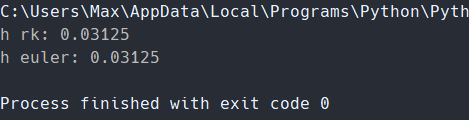 C:\Users\Max\AppData\Local\Programs\Python\Pyth
h rk: 0.03125
h euler: 0.03125
Process finished with exit code 0